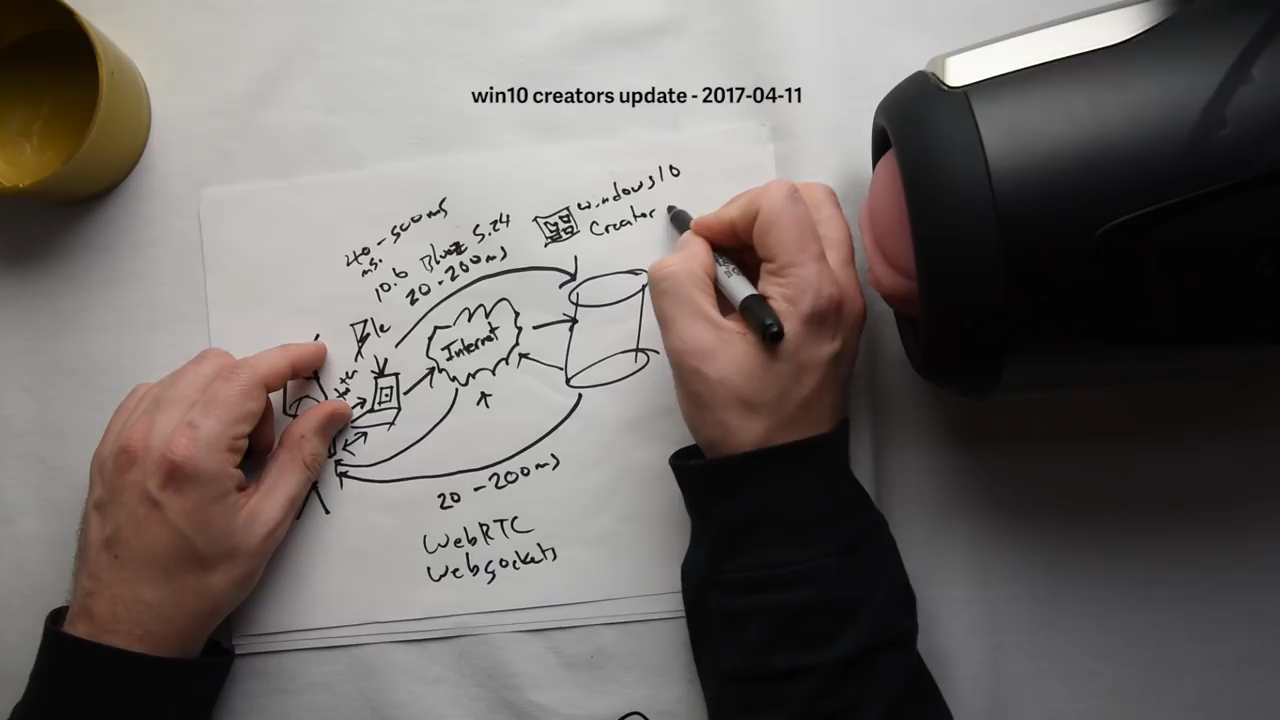 win10 creators update - 2017-04-11
windows10
Creator
40-500ms
ms.
10.6 5.24
20-200ms
Ble
Internet
20-200ms
WebRTC
Websockets